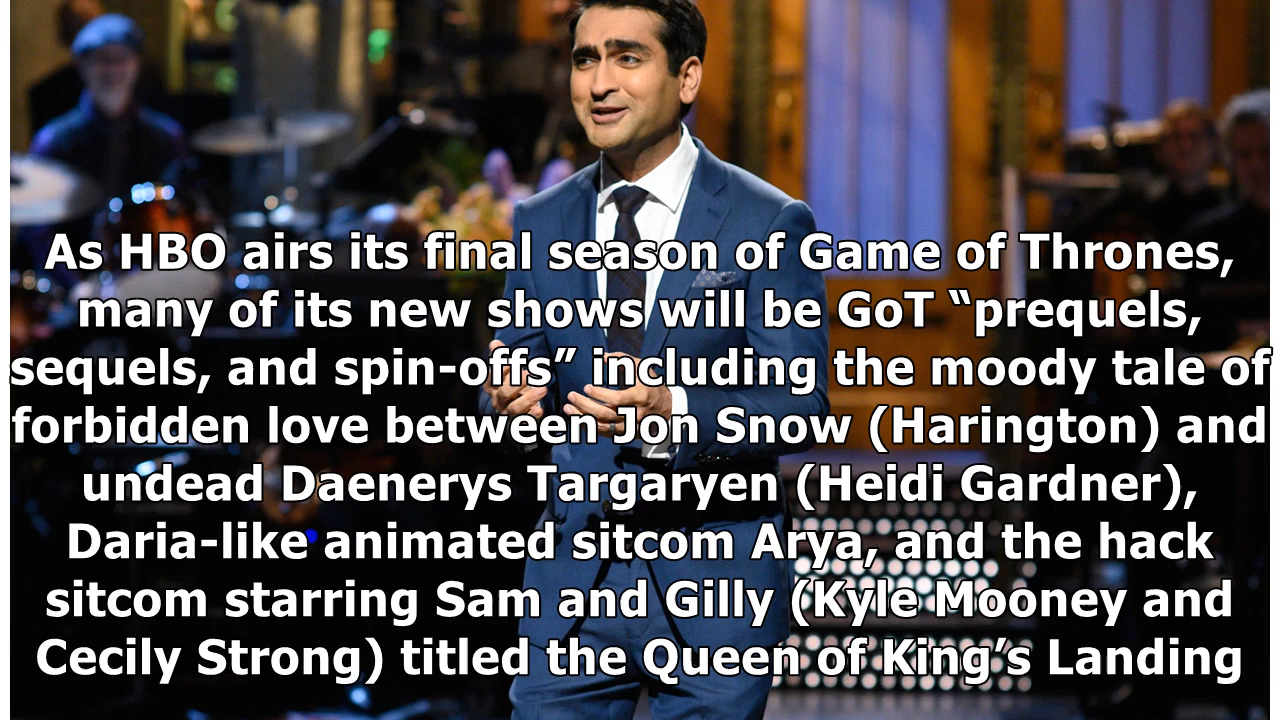 As HBO airs its final season of Game of Thrones,
many of its new shows will be GoT “prequels,
sequels, and spin-offs” including the moody tale of
forbidden love between Jon Snow (Harington) and
undead Daenerys Targaryen (Heidi Gardner),
Daria-like animated sitcom Arya, and the hack
sitcom starring Sam and Gilly (Kyle Mooney and
Cecily Strong) titled the Queen of King’s Landing